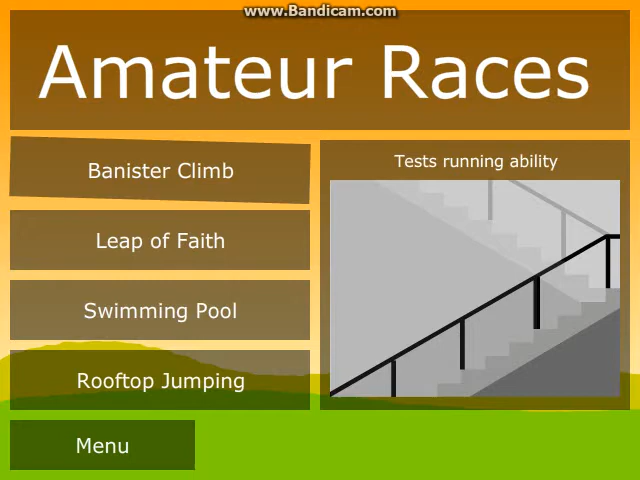 www.Bandicam.com
Amateur Races
Banister Climb
Tests running ability
Leap of Faith
Swimming Pool
Rooftop Jumping
Menu